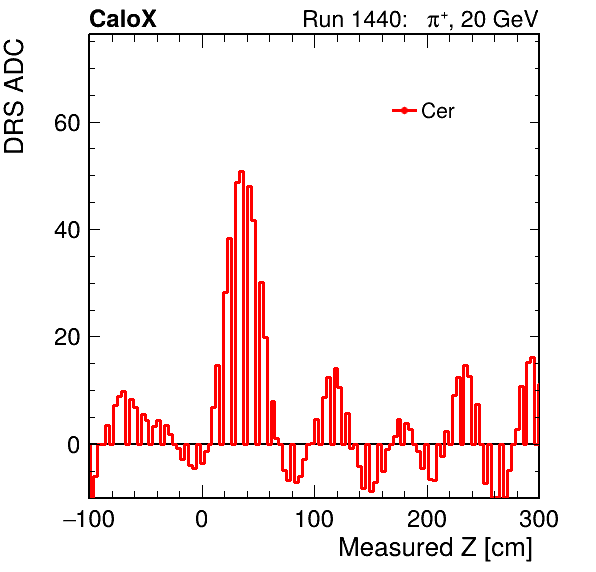 CaloX
Run 1440: π⁺, 20 GeV
DRS ADC
Cer
60
40
20
0
−100 0 100 200 300
Measured Z [cm]